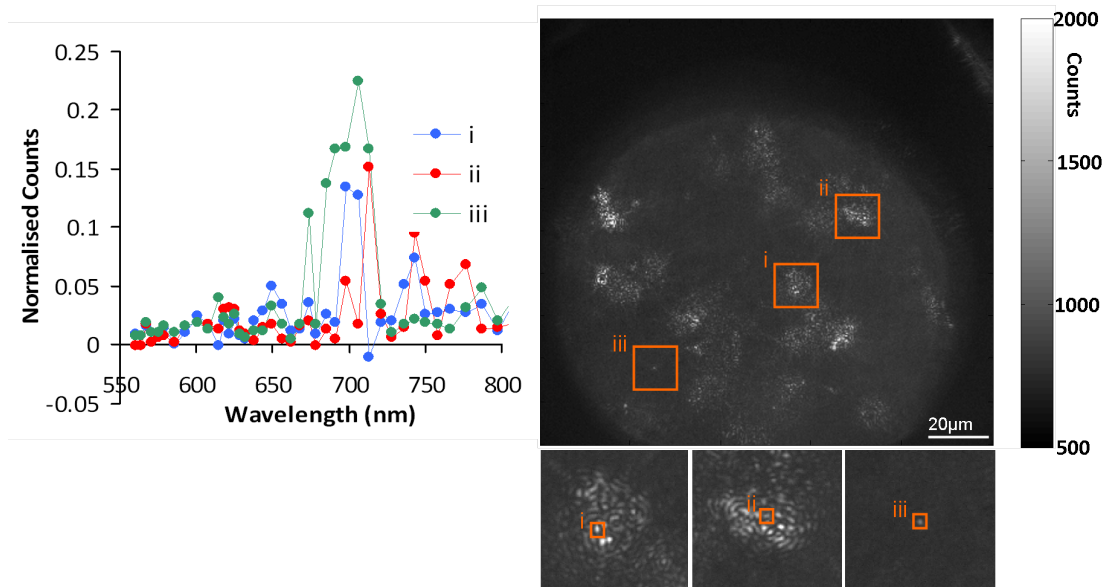 0.25
0.2
0.15
0.1
0.05
0
-0.05
Normalised Counts
550 600 650 700 750 800
Wavelength (nm)
i
ii
iii
ii
i
iii
20µm
2000
1500
1000
500
Counts
i
ii
iii